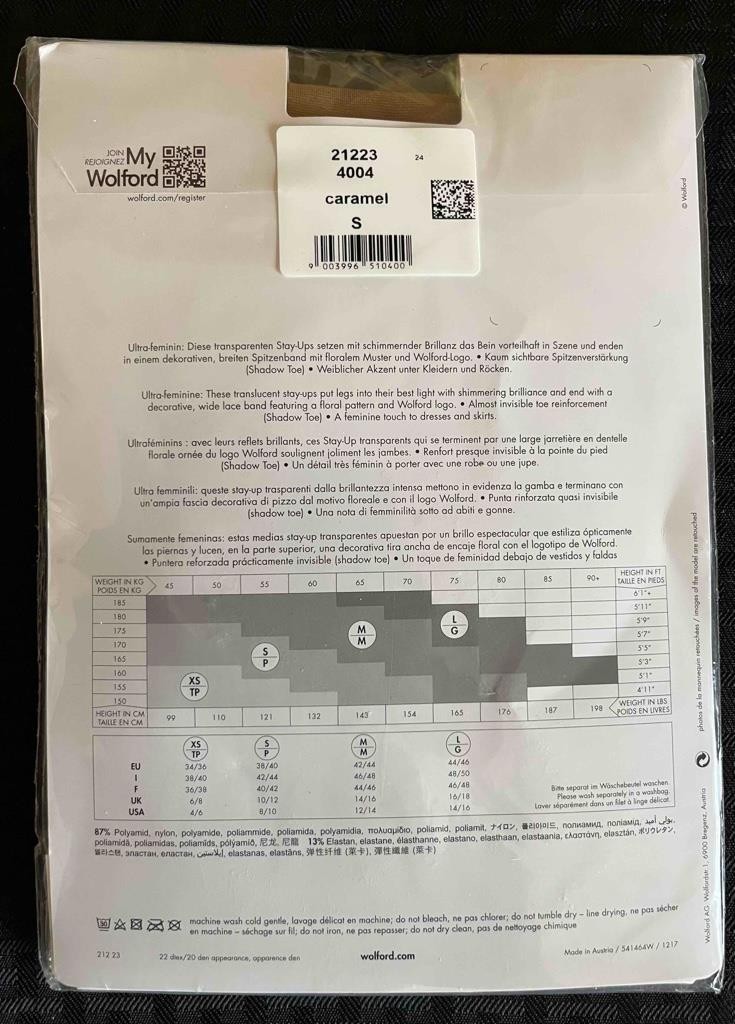 JOIN
REJOIGNEZ My
Wolford
wolford.com/register
21223 24
4004
caramel
S
9 003996 510400
© Wolford
Ultra-feminin: Diese transparenten Stay-Ups setzen mit schimmernder Brillanz das Bein vorteilhaft in Szene und enden
in einem dekorativen, breiten Spitzenband mit floralem Muster und Wolford-Logo. • Kaum sichtbare Spitzenverstärkung
(Shadow Toe) • Weiblicher Akzent unter Kleidern und Röcken.
Ultra-feminine: These translucent stay-ups put legs into their best light with shimmering brilliance and end with a
decorative, wide lace band featuring a floral pattern and Wolford logo. • Almost invisible toe reinforcement
(Shadow Toe) • A feminine touch to dresses and skirts.
Ultraféminins : avec leurs reflets brillants, ces Stay-Up transparents qui se terminent par une large jarretière en dentelle
florale ornée du logo Wolford soulignent joliment les jambes. • Renfort presque invisible à la pointe du pied
(Shadow Toe) • Un détail très féminin à porter avec une robe ou une jupe.
Ultra femminili: queste stay-up trasparenti dalla brillantezza intensa mettono in evidenza la gamba e terminano con
un'ampia fascia decorativa di pizzo dal motivo floreale e con il logo Wolford. • Punta rinforzata quasi invisibile
(shadow toe) • Una nota di femminilità sotto ad abiti e gonne.
Sumamente femeninas: estas medias stay-up transparentes apuestan por un brillo espectacular que estiliza ópticamente
las piernas y lucen, en la parte superior, una decorativa tira ancha de encaje floral con el logotipo de Wolford.
• Puntera reforzada prácticamente invisible (shadow toe) • Un toque de feminidad debajo de vestidos y faldas
WEIGHT IN KG 45 50 55 60 65 70 75 80 85 90+ HEIGHT IN FT
POIDS EN KG TAILLE EN PIEDS
185 6'1"+
180 5'11"
175 5'9"
170 5'7"
165 5'5"
160 5'3"
155 5'1"
150 4'11"
XS
TP
S
P
M
M
L
G
HEIGHT IN CM 99 110 121 132 143 154 165 176 187 198 WEIGHT IN LBS
TAILLE EN CM POIDS EN LIVRES
XS S M L
TP P M G
EU 34/36 38/40 42/44 44/46
I 38/40 42/44 46/48 48/50
F 36/38 40/42 44/46 46/48
UK 6/8 10/12 14/16 16/18
USA 4/6 8/10 12/14 14/16
Bitte separat im Wäschebeutel waschen.
Please wash separately in a washbag.
Laver séparément dans un filet à linge délicat.
87% Polyamid, nylon, polyamide, poliammide, poliamida, polyamidia, πολυαμίδιο, poliamid, poliamit, ナイロン, 폴리아미드, полиамид, поліамід, بولي أميد,
poliamidă, poliamidas, poliamīds, pólýamíð, 尼龙, 尼龍 13% Elastan, elastane, élasthanne, elastano, elasthaan, elastaania, ελαστάνη, elasztán, ポリウレタン,
엘라스탄, эластан, еластан, إيلاستين, elastanas, elastāns, 弹性纤维 (莱卡), 彈性纖維 (萊卡)
30 machine wash cold gentle, lavage délicat en machine; do not bleach, ne pas chlorer; do not tumble dry – line drying, ne pas sécher
en machine – séchage sur fil; do not iron, ne pas repasser; do not dry clean, pas de nettoyage chimique
212 23 22 dtex/20 den appearance, apparence den wolford.com Made in Austria / 541464W / 1217
photos de la mannequin retouchées / images of the model are retouched
Wolford AG. Wolfordstr.1, 6900 Bregenz, Austria